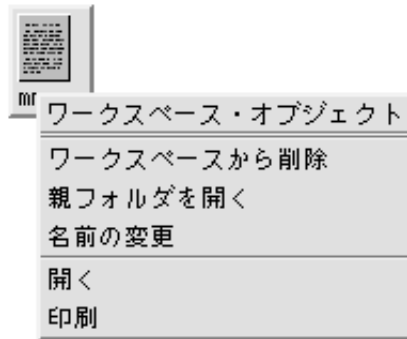 ワークスペース・オブジェクト
ワークスペースから削除
親フォルダを開く
名前の変更
開く
印刷